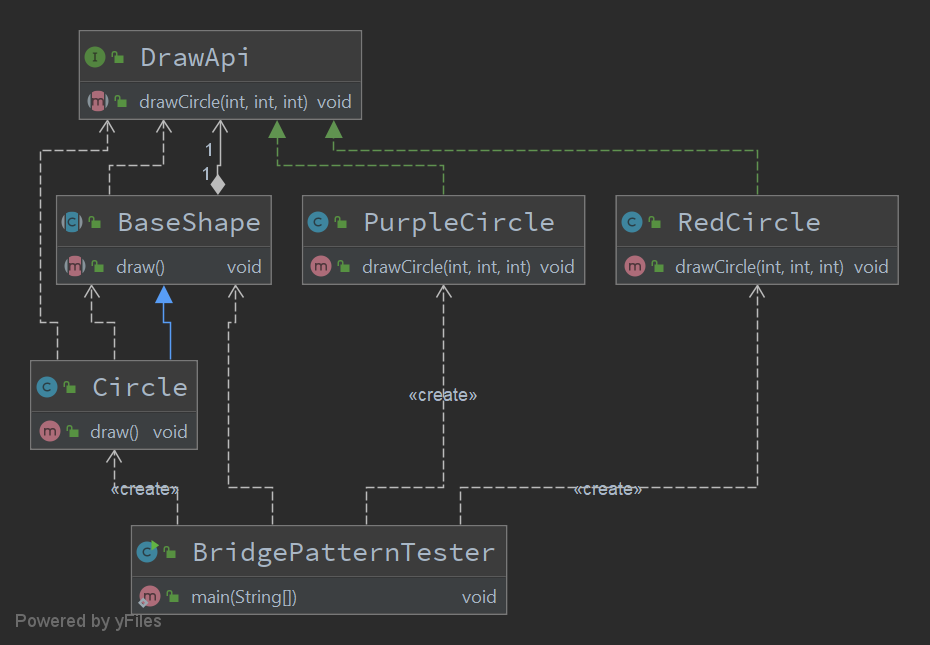 DrawApi
drawCircle(int, int, int) void
1
1
BaseShape
draw() void
PurpleCircle
drawCircle(int, int, int) void
RedCircle
drawCircle(int, int, int) void
Circle
draw() void
«create»
«create»
«create»
BridgePatternTester
main(String[]) void
Powered by yFiles